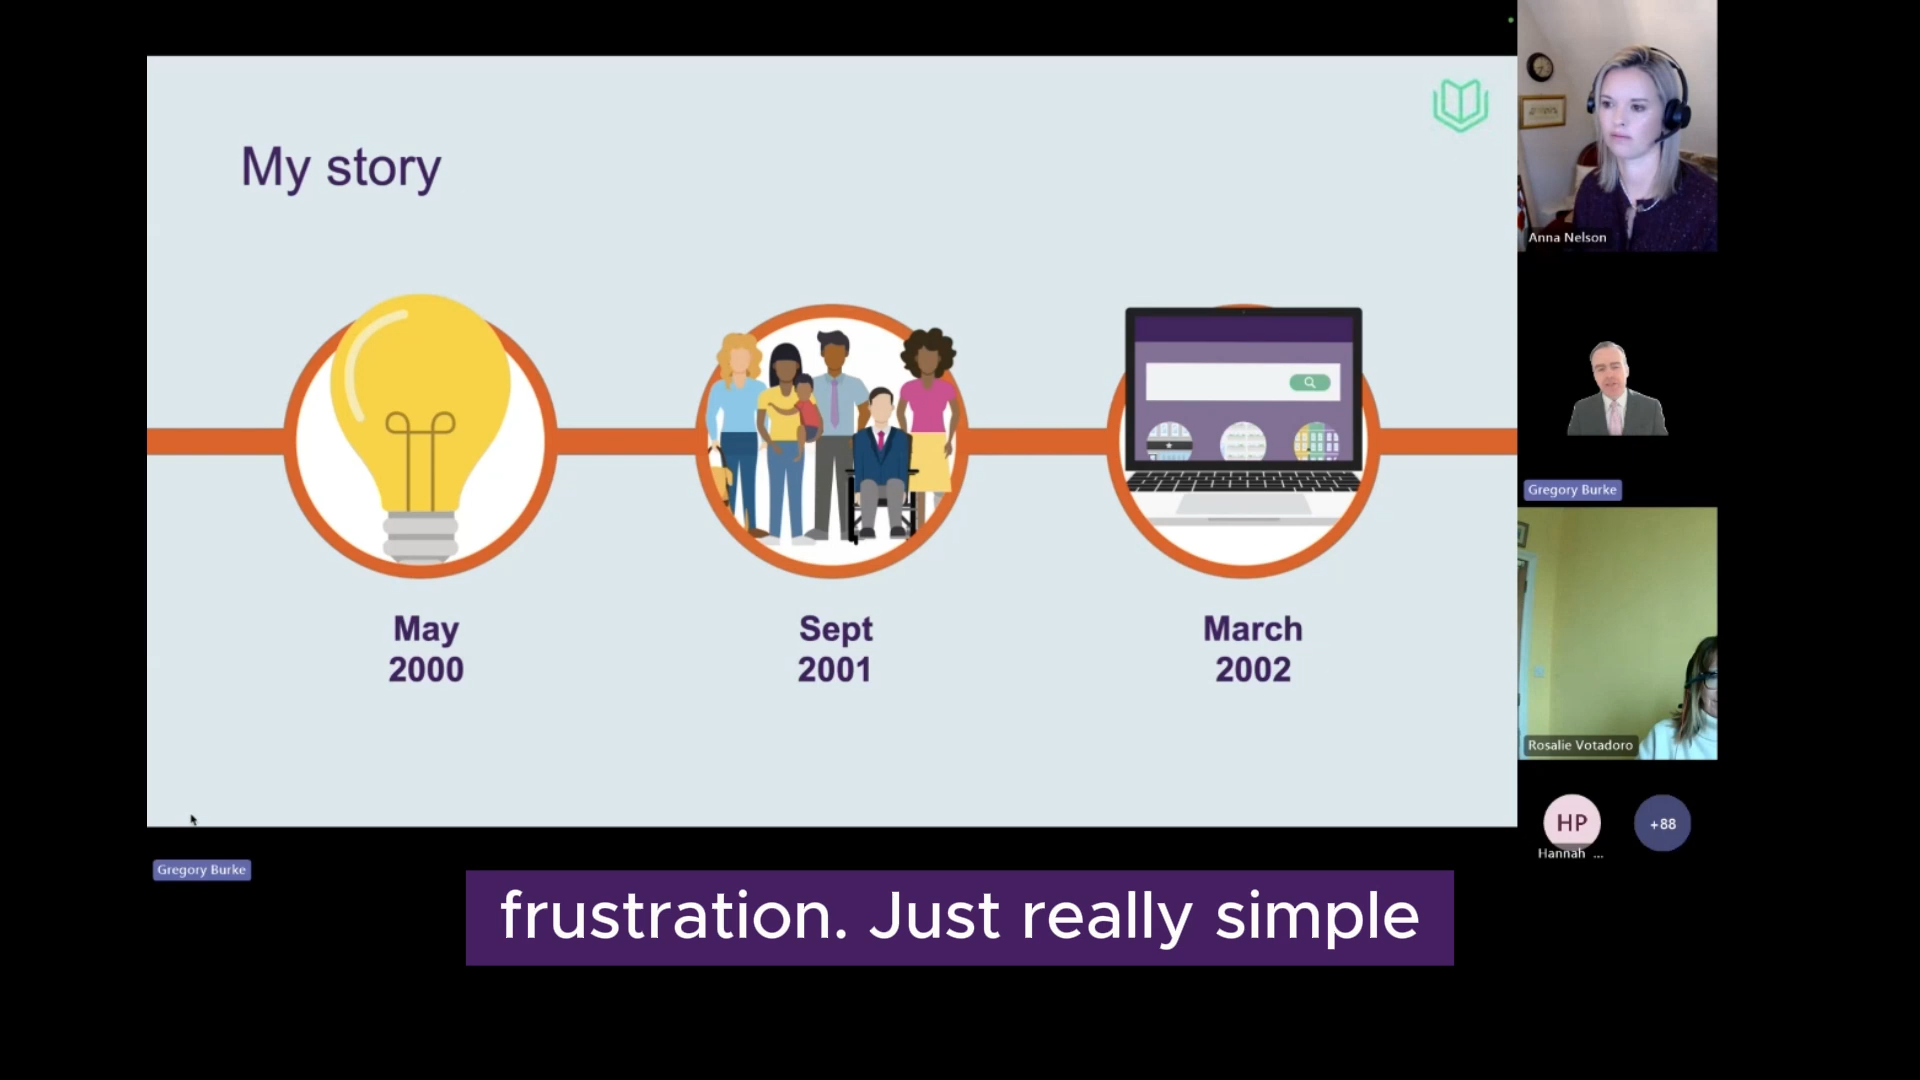 My story
May
2000
Sept
2001
March
2002
Anna Nelson
Gregory Burke
Rosalie Votadoro
HP
Hannah ...
+88
Gregory Burke
frustration. Just really simple